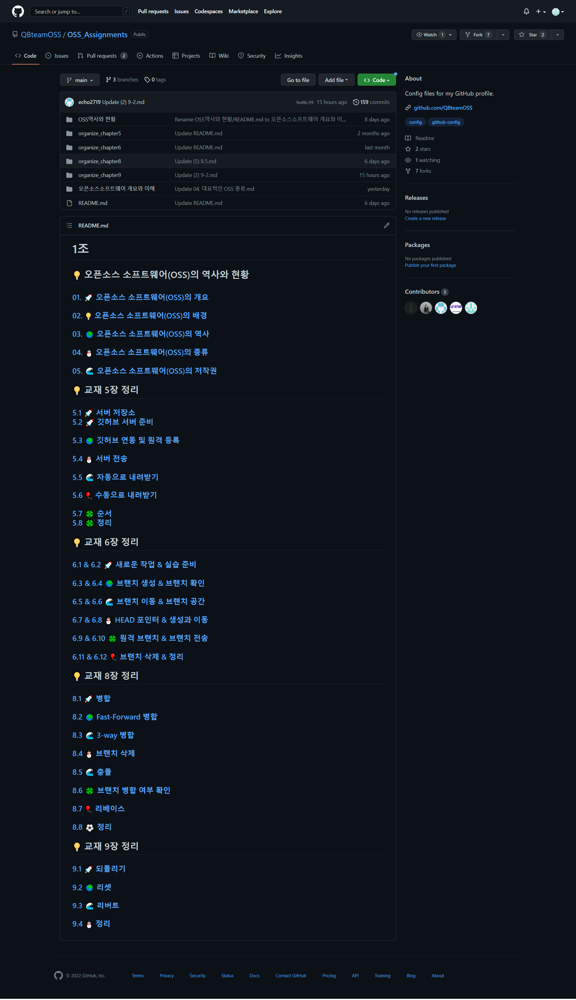 Search or jump to... /
Pull requests Issues Codespaces Marketplace Explore
QBteamOSS / OSS_Assignments Public
Watch 1 Fork 7 Star 2
Code Issues Pull requests 2 Actions Projects Wiki Security Insights
main 3 branches 0 tags Go to file Add file Code
echo2719 Update (2) 9-2.md 9e08c99 15 hours ago 159 commits
OSS역사와 현황 Rename OSS역사와 현황/README.md to 오픈소스소프트웨어 개요와 이... 8 days ago
organize_chapter5 Update README.md 2 months ago
organize_chapter6 Update README.md last month
organize_chapter8 Update (5) 8.5.md 6 days ago
organize_chapter9 Update (2) 9-2.md 15 hours ago
오픈소스소프트웨어 개요와 이해 Update 04. 대표적인 OSS 종류.md yesterday
README.md Update README.md 6 days ago
README.md
1조
💡 오픈소스 소프트웨어(OSS)의 역사와 현황
01. 🚀 오픈소스 소프트웨어(OSS)의 개요
02. 💡 오픈소스 소프트웨어(OSS)의 배경
03. 🌍 오픈소스 소프트웨어(OSS)의 역사
04. ⛄ 오픈소스 소프트웨어(OSS)의 종류
05. 🌊 오픈소스 소프트웨어(OSS)의 저작권
💡 교재 5장 정리
5.1 🚀 서버 저장소
5.2 🚀 깃허브 서버 준비
5.3 🌍 깃허브 연동 및 원격 등록
5.4 ⛄ 서버 전송
5.5 🌊 자동으로 내려받기
5.6 🎈 수동으로 내려받기
5.7 🍀 순서
5.8 🍀 정리
💡 교재 6장 정리
6.1 & 6.2 🚀 새로운 작업 & 실습 준비
6.3 & 6.4 🌍 브랜치 생성 & 브랜치 확인
6.5 & 6.6 🌊 브랜치 이동 & 브랜치 공간
6.7 & 6.8 ⛄ HEAD 포인터 & 생성과 이동
6.9 & 6.10 🍀 원격 브랜치 & 브랜치 전송
6.11 & 6.12 🎈 브랜치 삭제 & 정리
💡 교재 8장 정리
8.1 🚀 병합
8.2 🌍 Fast-Forward 병합
8.3 🌊 3-way 병합
8.4 ⛄ 브랜치 삭제
8.5 🌊 충돌
8.6 🍀 브랜치 병합 여부 확인
8.7 🎈 리베이스
8.8 ⚽ 정리
💡 교재 9장 정리
9.1 🚀 되돌리기
9.2 🌍 리셋
9.3 🌊 리버트
9.4 ⛄ 정리
About
Config files for my GitHub profile.
github.com/QBteamOSS
config github-config
Readme
2 stars
1 watching
7 forks
Releases
No releases published
Create a new release
Packages
No packages published
Publish your first package
Contributors 5
© 2022 GitHub, Inc. Terms Privacy Security Status Docs Contact GitHub Pricing API Training Blog About